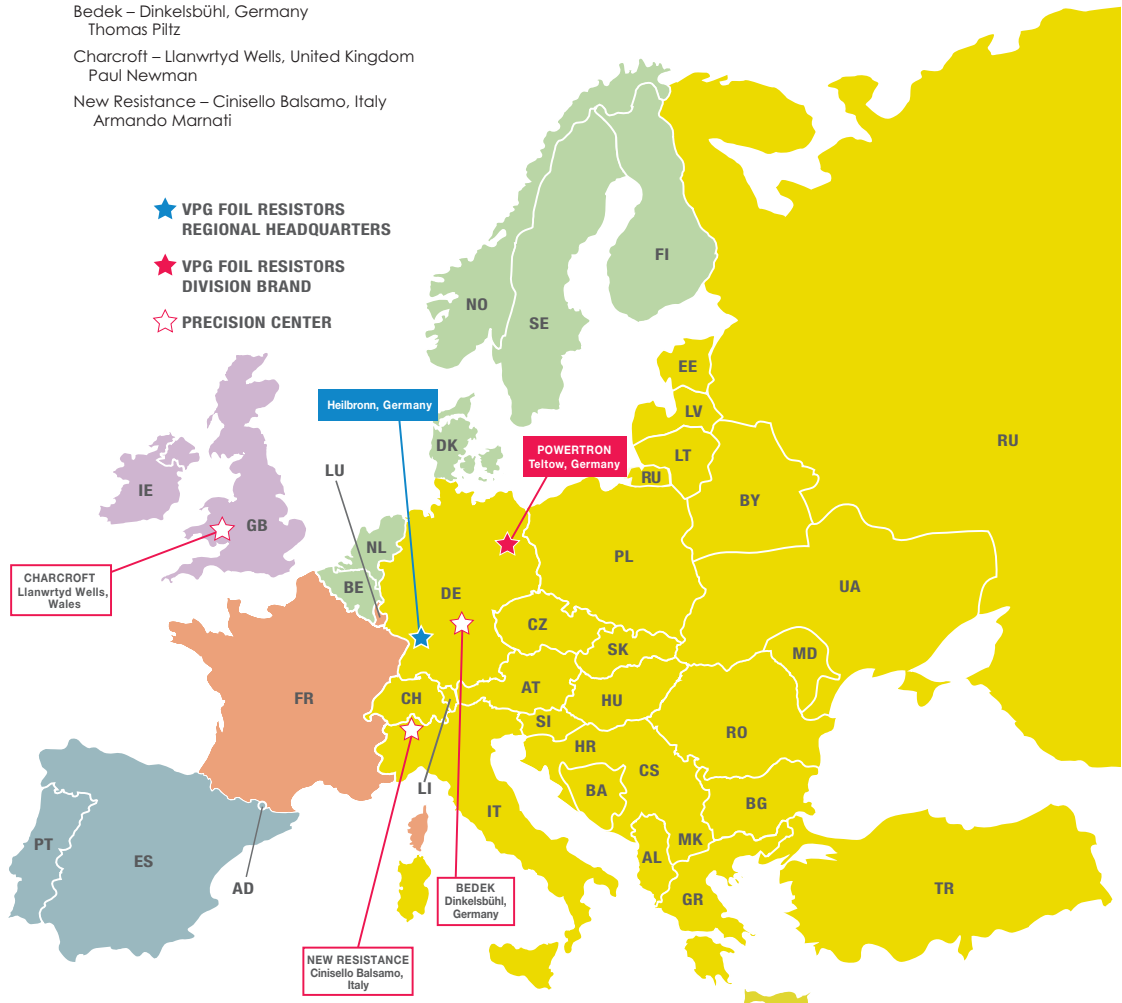 Bedek – Dinkelsbühl, Germany
Thomas Piltz
Charcroft – Llanwrtyd Wells, United Kingdom
Paul Newman
New Resistance – Cinisello Balsamo, Italy
Armando Marnati
VPG FOIL RESISTORS
REGIONAL HEADQUARTERS
VPG FOIL RESISTORS
DIVISION BRAND
PRECISION CENTER
FI
NO
SE
EE
Heilbronn, Germany
LV
RU
DK
POWERTRON
Teltow, Germany
LT
LU
RU
IE
BY
GB
NL
PL
CHARCROFT
Llanwrtyd Wells,
Wales
BE
DE
UA
CZ
SK
MD
FR
CH
AT
HU
SI
RO
HR
CS
LI
BA
IT
BG
PT
MK
ES
AL
AD
TR
BEDEK
Dinkelsbühl,
Germany
GR
NEW RESISTANCE
Cinisello Balsamo,
Italy